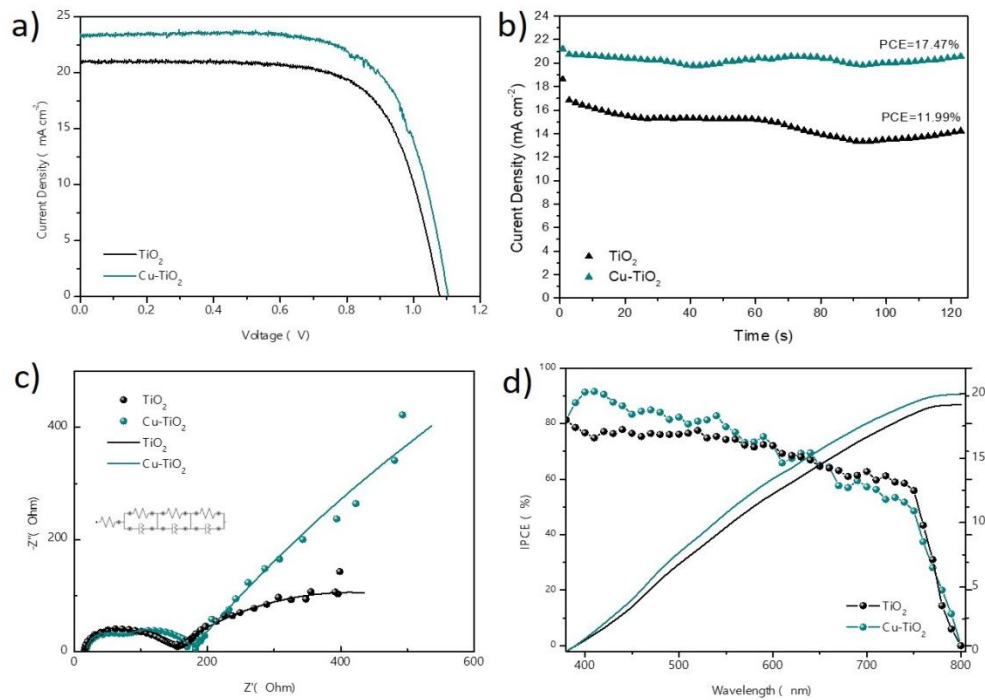 a)
25
20
15
10
5
0
Current Density ( mA cm-2)
TiO2
Cu-TiO2
0.0 0.2 0.4 0.6 0.8 1.0 1.2
Voltage ( V)
b)
24
22
20
18
16
14
12
10
8
6
4
2
0
Curent Density (mA cm-2)
PCE=17.47%
PCE=11.99%
TiO2
Cu-TiO2
0 20 40 60 80 100 120
Time (s)
c)
400
200
0
-Z''( Ohm)
TiO2
Cu-TiO2
TiO2
Cu-TiO2
0 200 400 600
Z'( Ohm)
d)
100
80
60
40
20
0
IPCE ( %)
20
15
10
5
0
TiO2
Cu-TiO2
400 500 600 700 800
Wavelength ( nm)